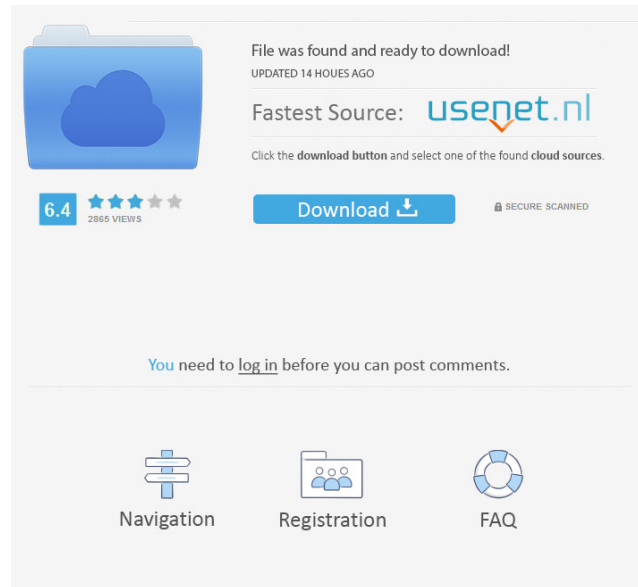 File was found and ready to download!
UPDATED 14 HOUES AGO
Fastest Source: usenet.nl
Click the download button and select one of the found cloud sources.
6.4
2865 VIEWS
Download
SECURE SCANNED
You need to log in before you can post comments.
Navigation
Registration
FAQ